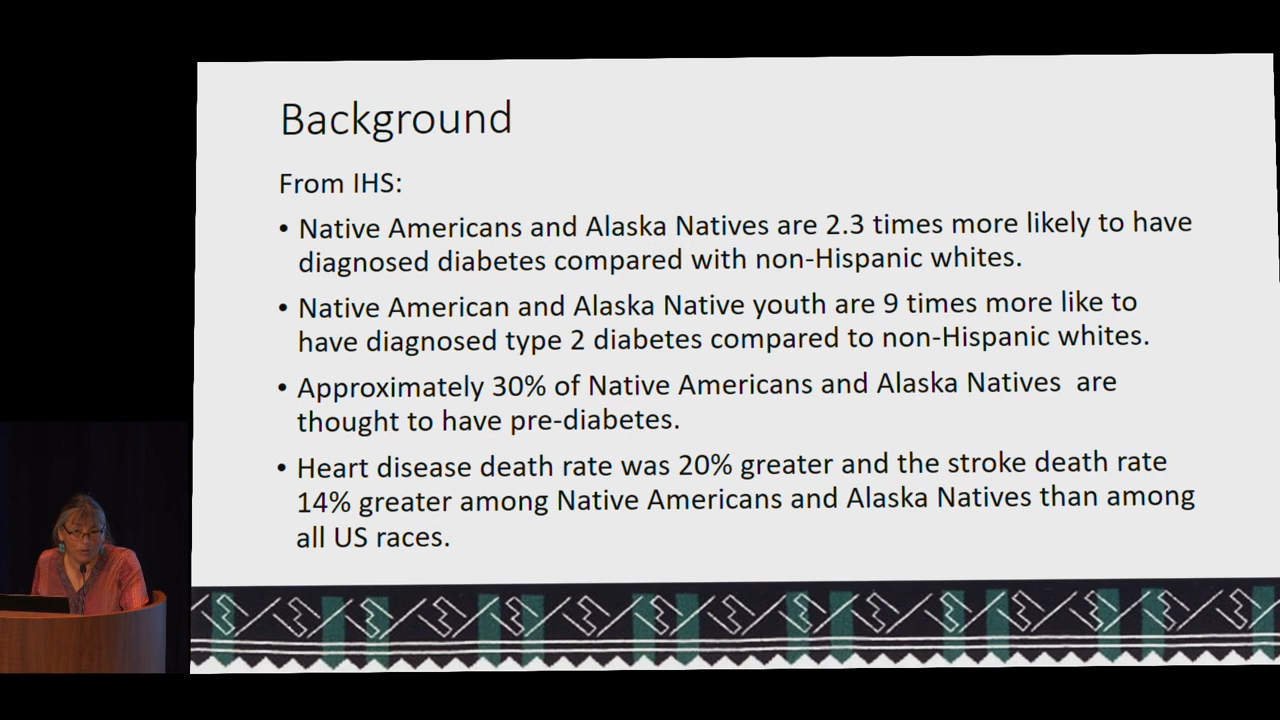 Background
From IHS:
• Native Americans and Alaska Natives are 2.3 times more likely to have
diagnosed diabetes compared with non-Hispanic whites.
• Native American and Alaska Native youth are 9 times more like to
have diagnosed type 2 diabetes compared to non-Hispanic whites.
• Approximately 30% of Native Americans and Alaska Natives  are
thought to have pre-diabetes.
• Heart disease death rate was 20% greater and the stroke death rate
14% greater among Native Americans and Alaska Natives than among
all US races.